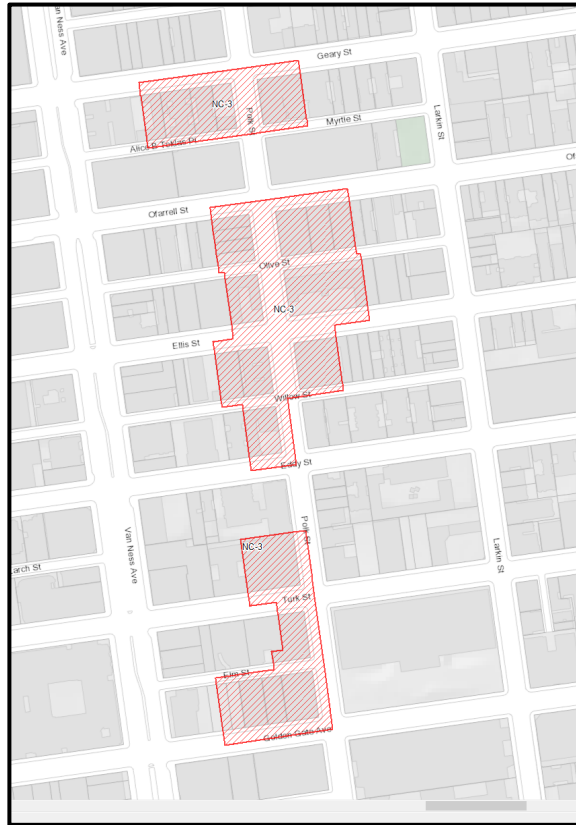 Van Ness Ave
Geary St
NC-3
Polk St
Myrtle St
Larkin St
Alice B Toklas Pl
Of
Ofarrell St
Olive St
NC-3
Ellis St
Willow St
Eddy St
Polk St
Van Ness Ave
NC-3
Larkin St
arch St
Turk St
Elm St
Golden Gate Ave